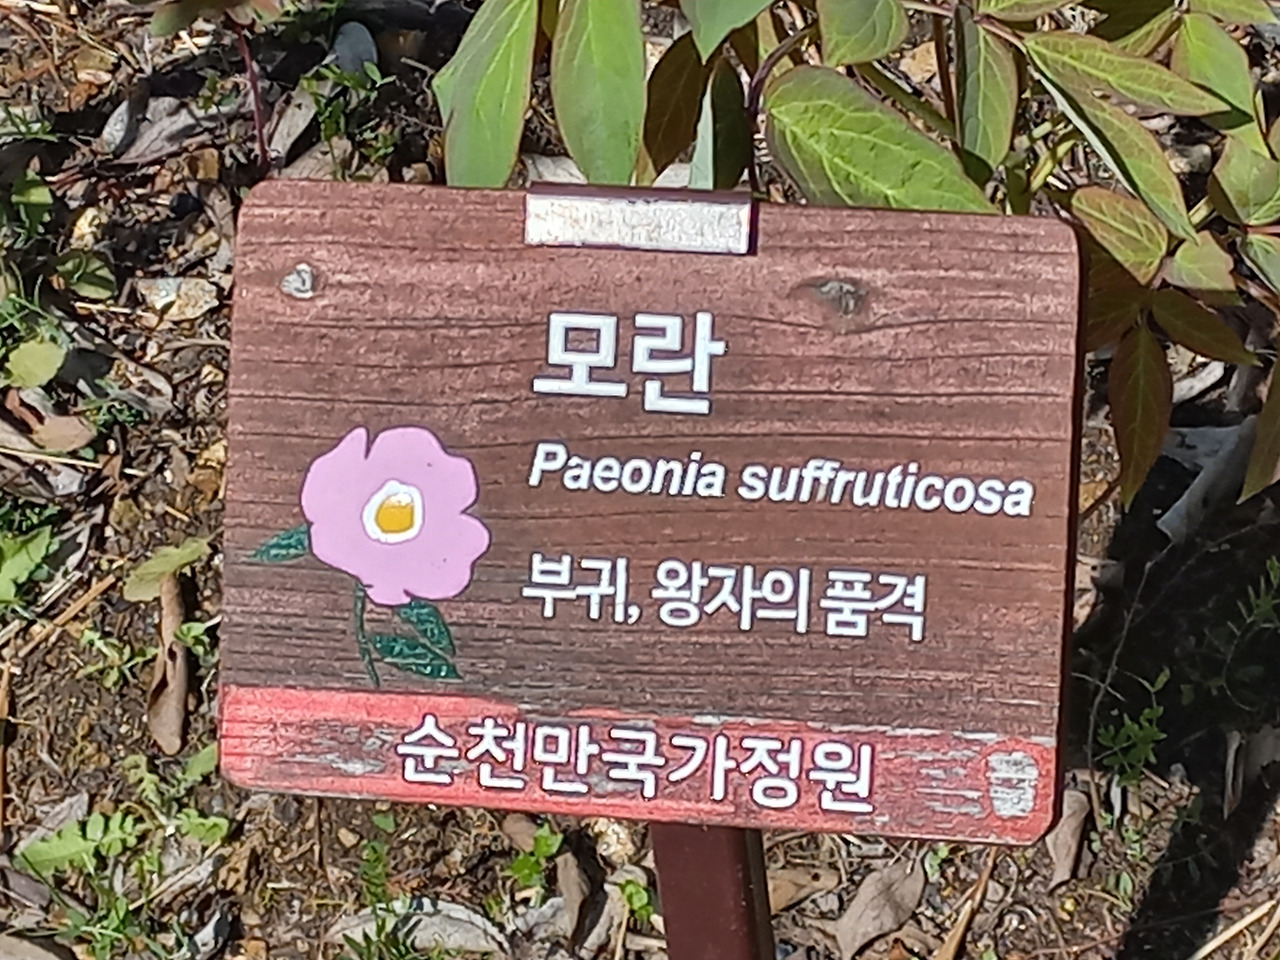 모란
Paeonia suffruticosa
부귀, 왕자의 품격
순천만국가정원